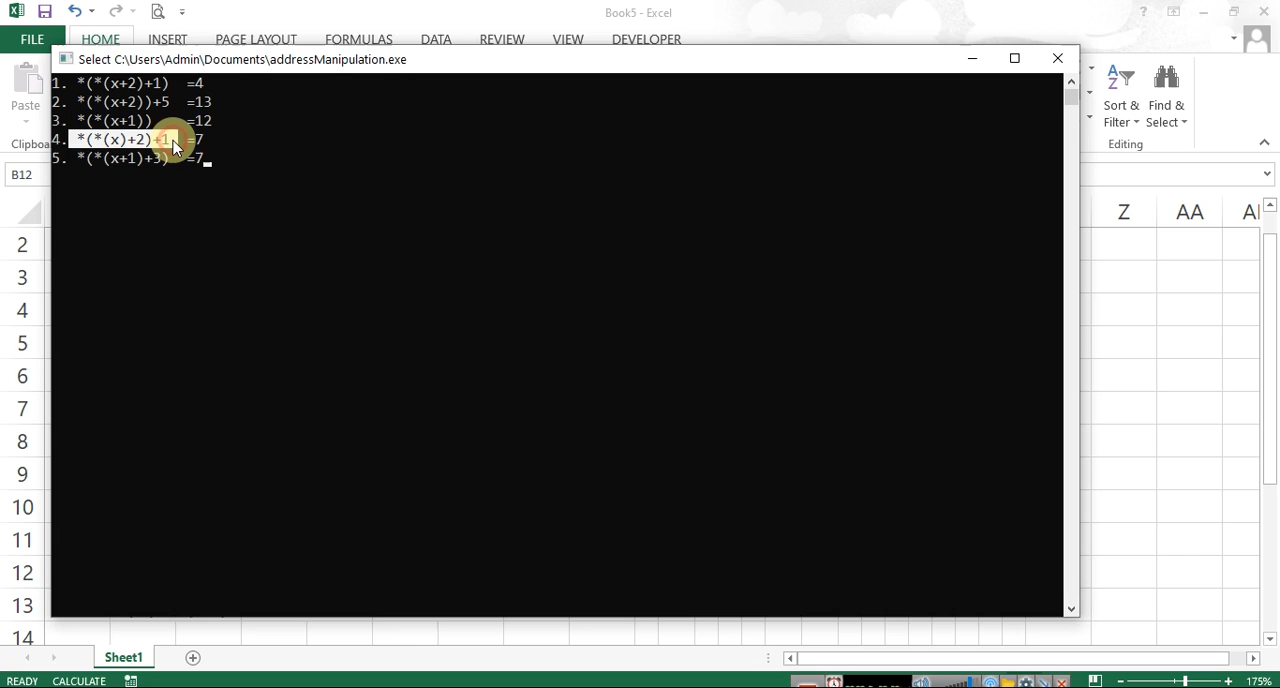 Book5 - Excel
?
FILE HOME INSERT PAGE LAYOUT FORMULAS DATA REVIEW VIEW DEVELOPER
Select C:\Users\Admin\Documents\addressManipulation.exe
1. *(*(x+2)+1) =4
2. *(*(x+2))+5 =13
3. *(*(x+1)) =12
4. *(*(x)+2)+1 =7
5. *(*(x+1)+3) =7
Paste
Sort & Filter
Find & Select
Editing
B12
Z AA
2
3
4
5
6
7
8
9
10
11
12
13
14
Sheet1
READY CALCULATE
175%